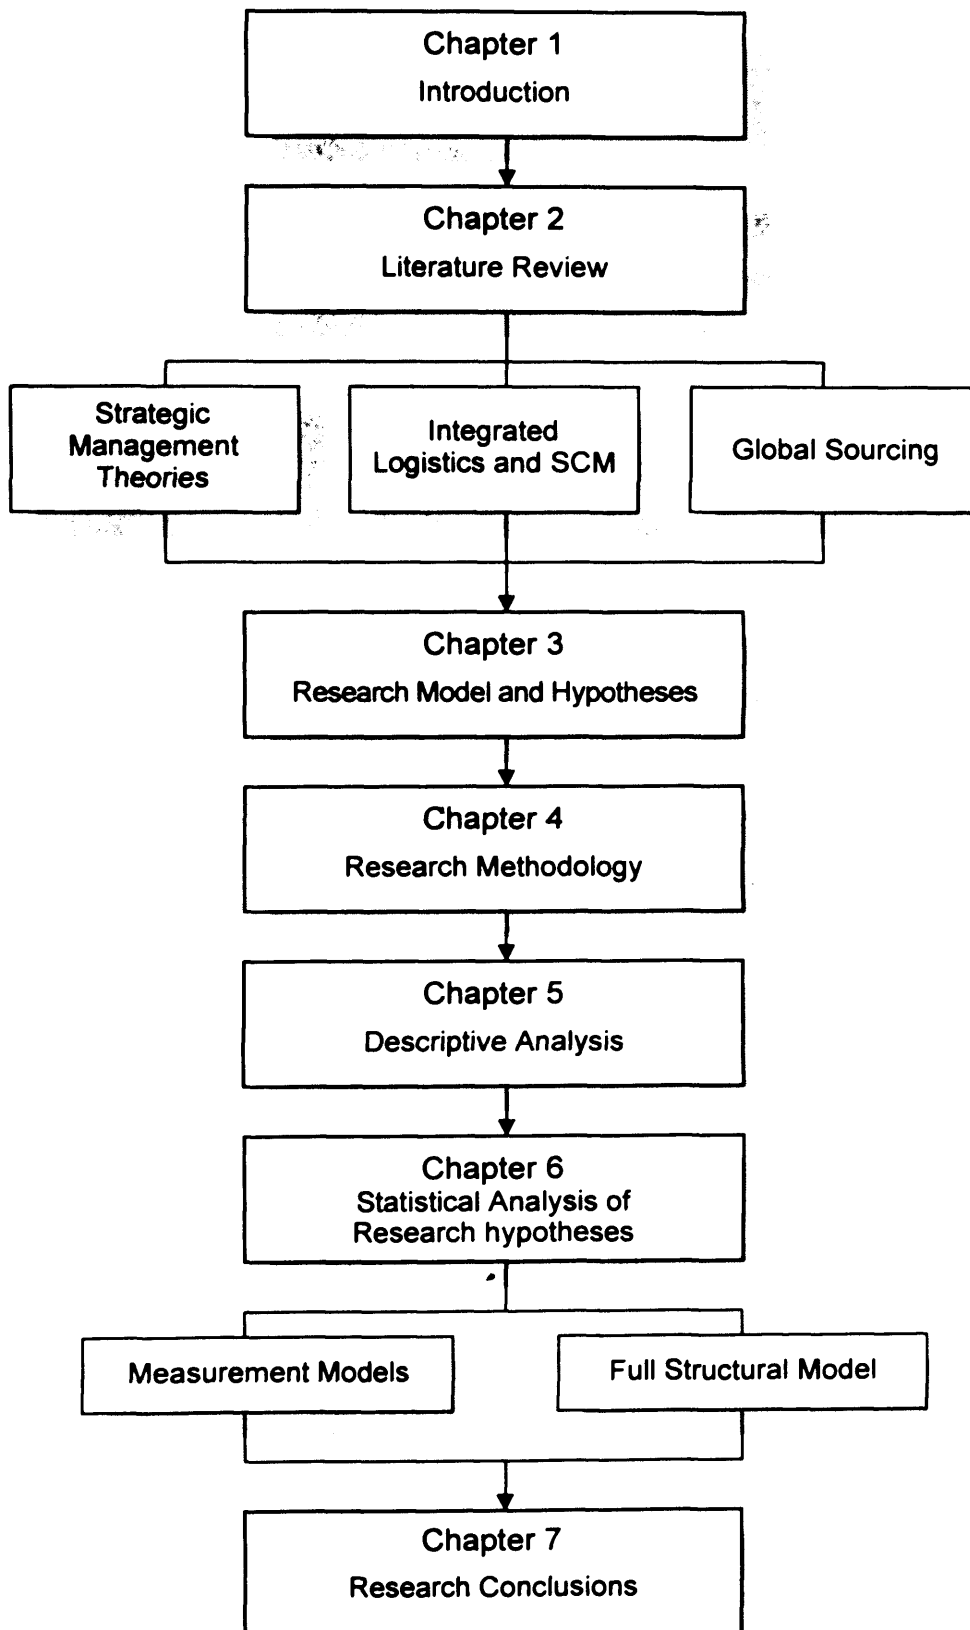 Chapter 1
Introduction
Chapter 2
Literature Review
Strategic
Management
Theories
Integrated
Logistics and SCM
Global Sourcing
Chapter 3
Research Model and Hypotheses
Chapter 4
Research Methodology
Chapter 5
Descriptive Analysis
Chapter 6
Statistical Analysis of
Research hypotheses
Measurement Models
Full Structural Model
Chapter 7
Research Conclusions